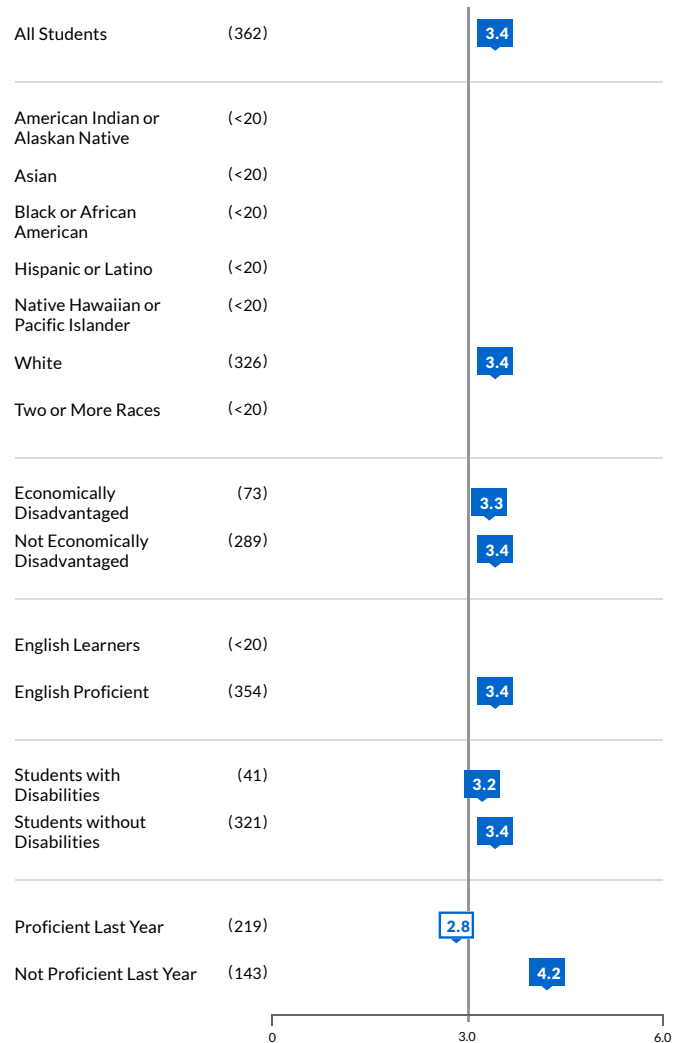 All Students (362) 3.4
American Indian or (<20)
Alaskan Native
Asian (<20)
Black or African (<20)
American
Hispanic or Latino (<20)
Native Hawaiian or (<20)
Pacific Islander
White (326) 3.4
Two or More Races (<20)
Economically (73) 3.3
Disadvantaged
Not Economically (289) 3.4
Disadvantaged
English Learners (<20)
English Proficient (354) 3.4
Students with (41) 3.2
Disabilities
Students without (321) 3.4
Disabilities
Proficient Last Year (219) 2.8
Not Proficient Last Year (143) 4.2
0 3.0 6.0